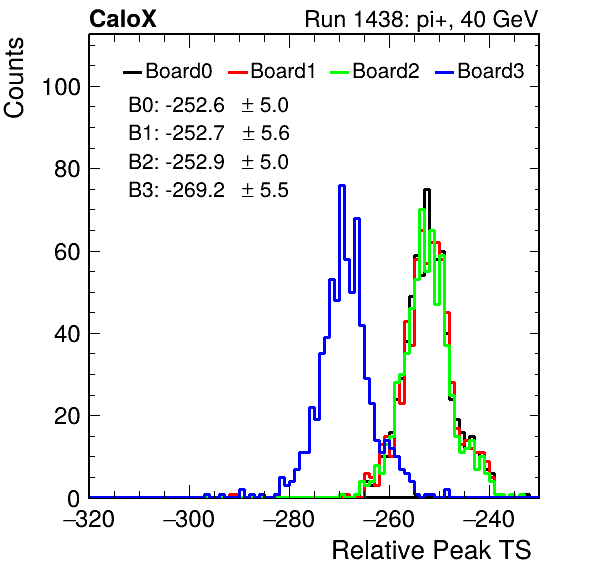 CaloX Run 1438: pi+, 40 GeV
Counts
Board0 Board1 Board2 Board3
B0: -252.6 ± 5.0
B1: -252.7 ± 5.6
B2: -252.9 ± 5.0
B3: -269.2 ± 5.5
100
80
60
40
20
0
−320 −300 −280 −260 −240
Relative Peak TS